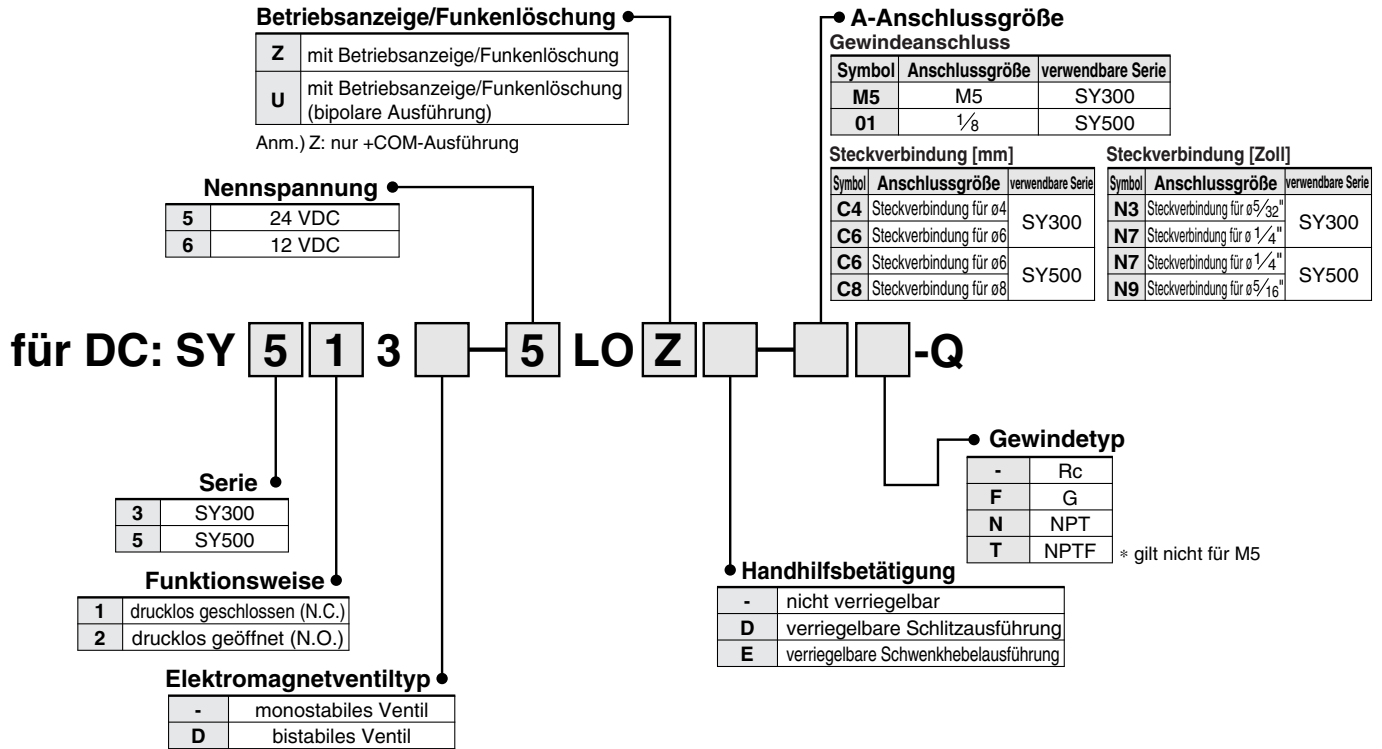 Betriebsanzeige/Funkenlöschung
Z mit Betriebsanzeige/Funkenlöschung
U mit Betriebsanzeige/Funkenlöschung
(bipolare Ausführung)
Anm.) Z: nur +COM-Ausführung
A-Anschlussgröße
Gewindeanschluss
Symbol Anschlussgröße verwendbare Serie
M5 M5 SY300
01 1/8 SY500
Steckverbindung [mm]
Symbol Anschlussgröße verwendbare Serie
C4 Steckverbindung für ø4 SY300
C6 Steckverbindung für ø6
C6 Steckverbindung für ø6 SY500
C8 Steckverbindung für ø8
Steckverbindung [Zoll]
Symbol Anschlussgröße verwendbare Serie
N3 Steckverbindung für ø5/32" SY300
N7 Steckverbindung für ø 1/4"
N7 Steckverbindung für ø 1/4" SY500
N9 Steckverbindung für ø5/16"
Nennspannung
5 24 VDC
6 12 VDC
für DC: SY 5 1 3 — 5 LO Z — -Q
Serie
3 SY300
5 SY500
Funktionsweise
1 drucklos geschlossen (N.C.)
2 drucklos geöffnet (N.O.)
Elektromagnetventiltyp
- monostabiles Ventil
D bistabiles Ventil
Gewindetyp
- Rc
F G
N NPT
T NPTF
* gilt nicht für M5
Handhilfsbetätigung
- nicht verriegelbar
D verriegelbare Schlitzausführung
E verriegelbare Schwenkhebelausführung